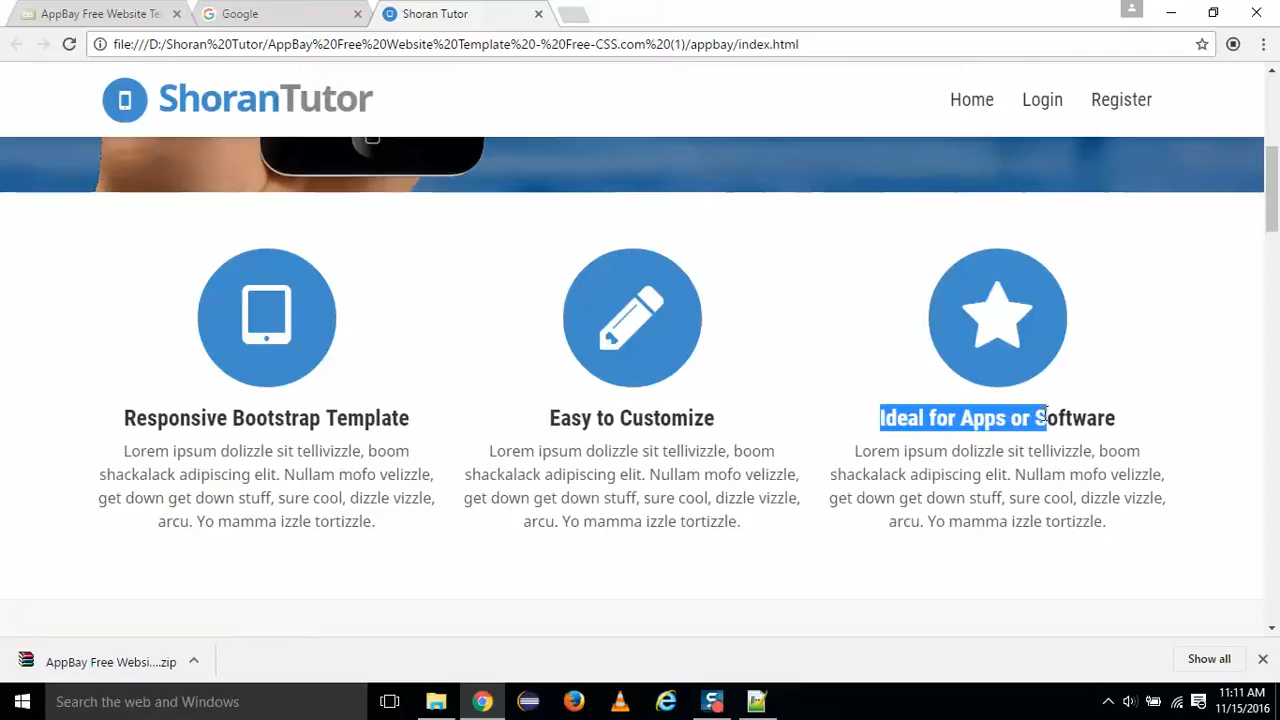 AppBay Free Website Te
Google
Shoran Tutor
file:///D:/Shoran%20Tutor/AppBay%20Free%20Website%20Template%20-%20Free-CSS.com%20(1)/appbay/index.html
ShoranTutor
Home
Login
Register
Responsive Bootstrap Template
Lorem ipsum dolizzle sit tellivizzle, boom
shackalack adipiscing elit. Nullam mofo velizzle,
get down get down stuff, sure cool, dizzle vizzle,
arcu. Yo mamma izzle tortizzle.
Easy to Customize
Lorem ipsum dolizzle sit tellivizzle, boom
shackalack adipiscing elit. Nullam mofo velizzle,
get down get down stuff, sure cool, dizzle vizzle,
arcu. Yo mamma izzle tortizzle.
Ideal for Apps or Software
Lorem ipsum dolizzle sit tellivizzle, boom
shackalack adipiscing elit. Nullam mofo velizzle,
get down get down stuff, sure cool, dizzle vizzle,
arcu. Yo mamma izzle tortizzle.
AppBay Free Websi....zip
Show all
Search the web and Windows
11:11 AM
11/15/2016